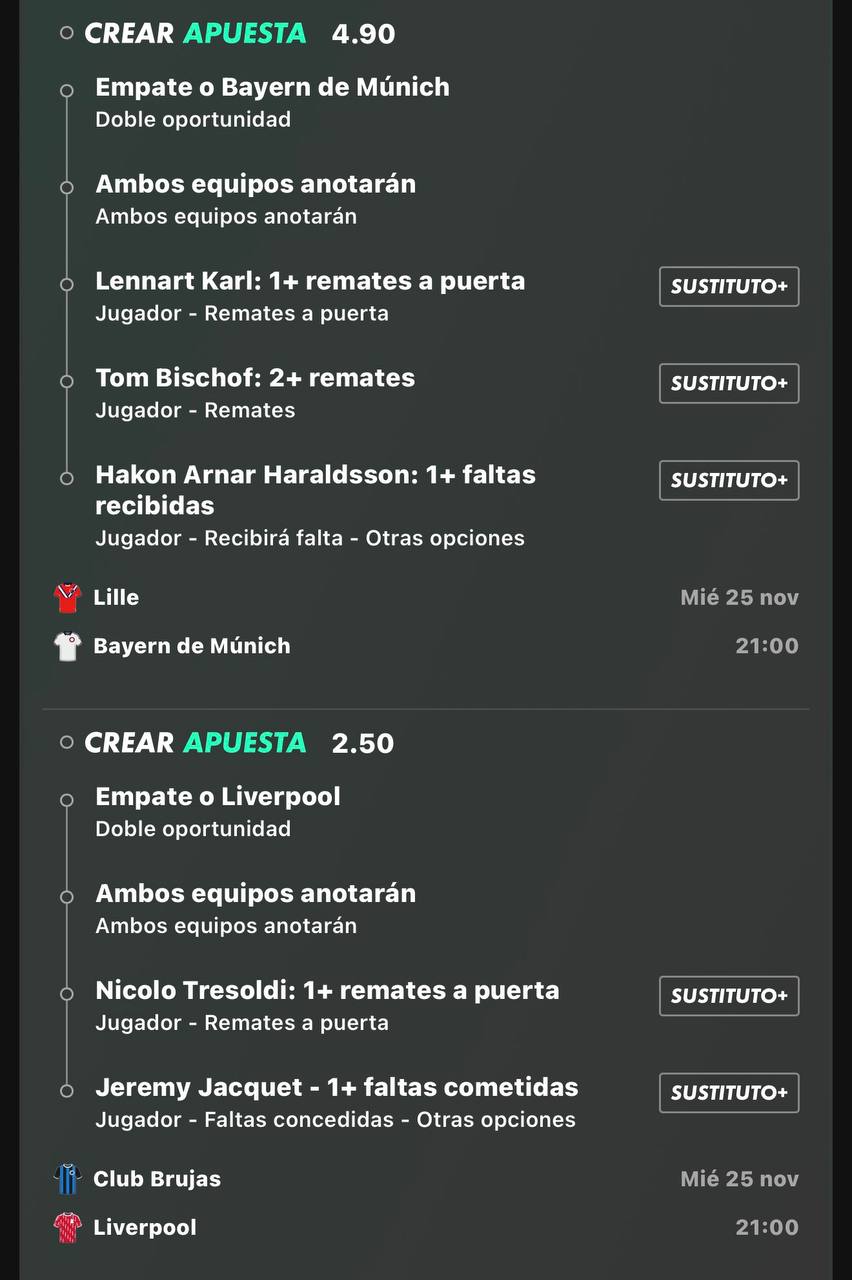 CREAR APUESTA 4.90
Empate o Bayern de Múnich
Doble oportunidad
Ambos equipos anotarán
Ambos equipos anotarán
Lennart Karl: 1+ remates a puerta SUSTITUTO+
Jugador - Remates a puerta
Tom Bischof: 2+ remates SUSTITUTO+
Jugador - Remates
Hakon Arnar Haraldsson: 1+ faltas SUSTITUTO+
recibidas
Jugador - Recibirá falta - Otras opciones
Lille Mié 25 nov
Bayern de Múnich 21:00
CREAR APUESTA 2.50
Empate o Liverpool
Doble oportunidad
Ambos equipos anotarán
Ambos equipos anotarán
Nicolo Tresoldi: 1+ remates a puerta SUSTITUTO+
Jugador - Remates a puerta
Jeremy Jacquet - 1+ faltas cometidas SUSTITUTO+
Jugador - Faltas concedidas - Otras opciones
Club Brujas Mié 25 nov
Liverpool 21:00